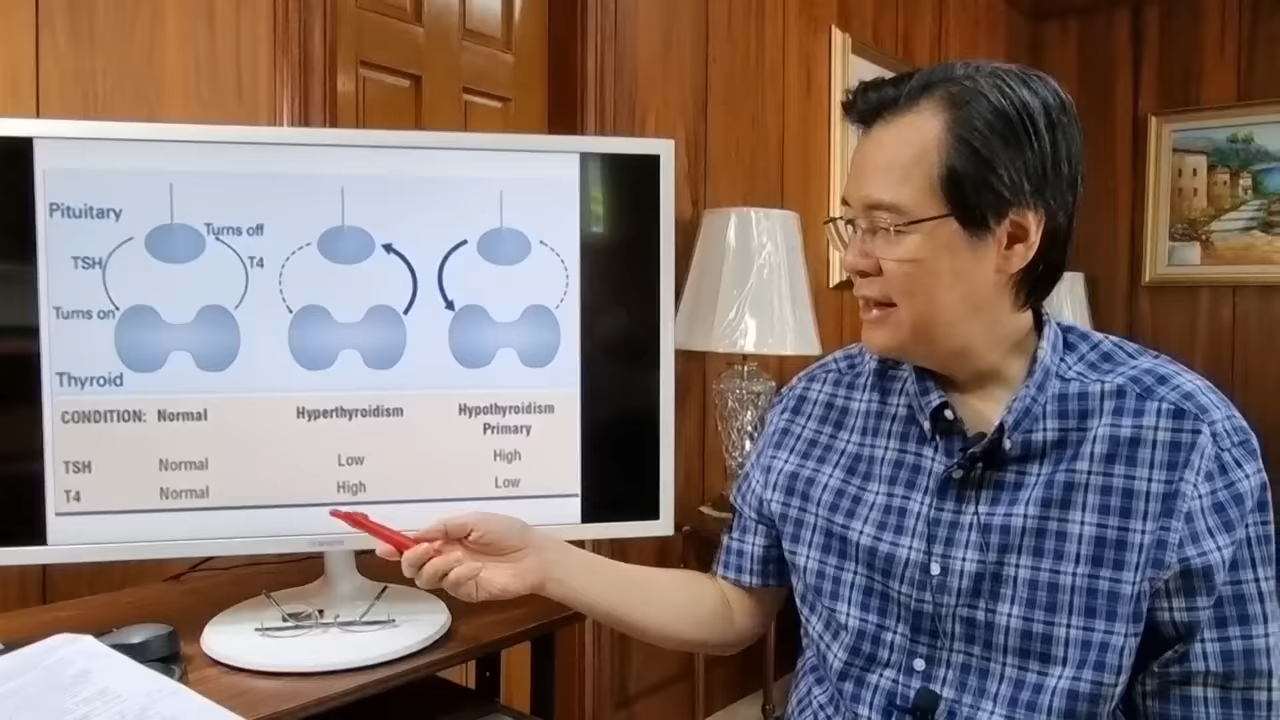 Pituitary
Turns off
TSH
T4
Turns on
Thyroid
CONDITION: Normal Hyperthyroidism Hypothyroidism
Primary
TSH Normal Low High
T4 Normal High Low